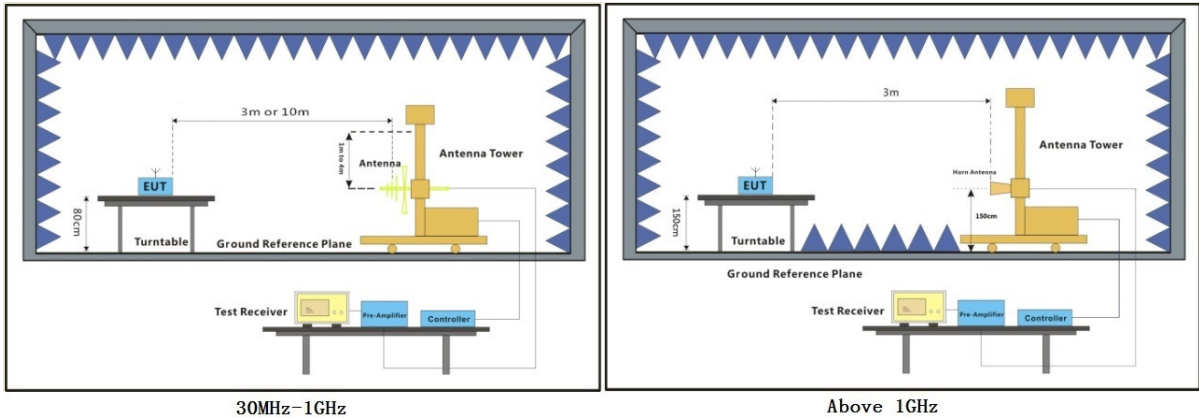 3m or 10m
1m to 4m
Antenna
Antenna Tower
EUT
80cm
Turntable
Ground Reference Plane
Test Receiver
Pre-Amplifier
Controller
30MHz-1GHz
3m
Antenna Tower
Horn Antenna
EUT
150cm
150cm
Turntable
Ground Reference Plane
Test Receiver
Pre-Amplifier
Controller
Above 1GHz